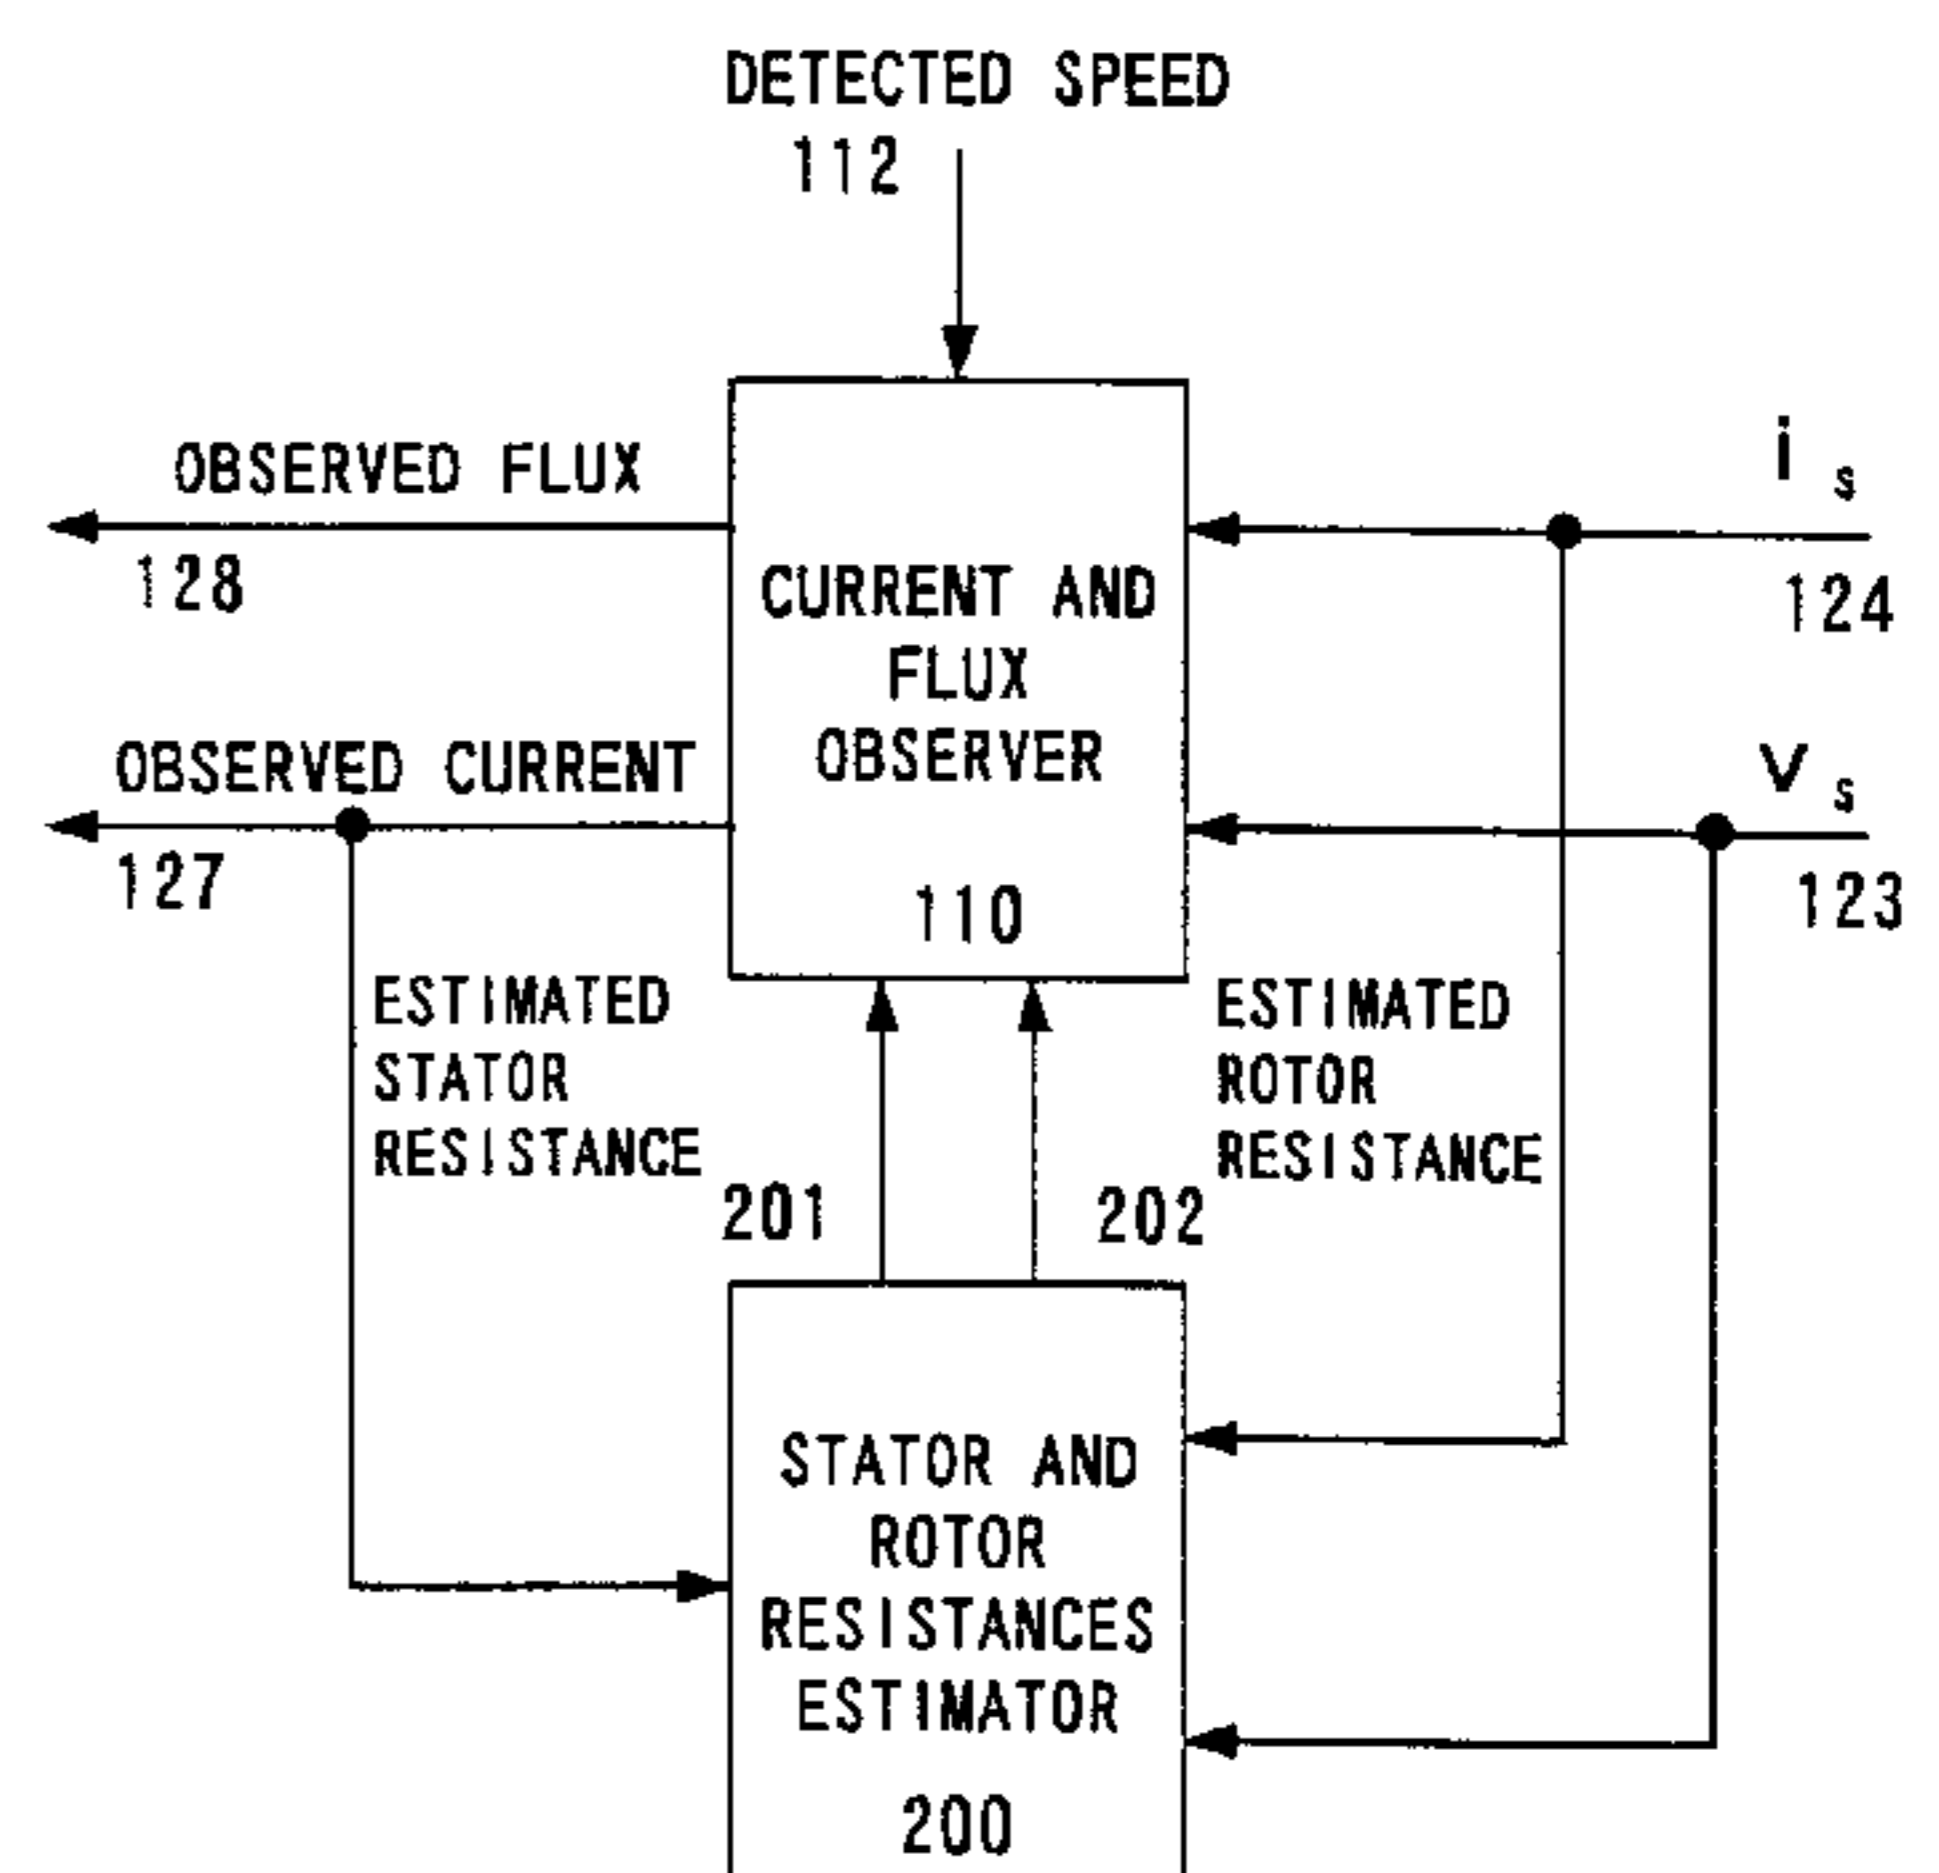 DETECTED SPEED
112
OBSERVED FLUX
128
i s
124
CURRENT AND
FLUX
OBSERVER
110
OBSERVED CURRENT
127
V s
123
ESTIMATED
STATOR
RESISTANCE
201
ESTIMATED
ROTOR
RESISTANCE
202
STATOR AND
ROTOR
RESISTANCES
ESTIMATOR
200